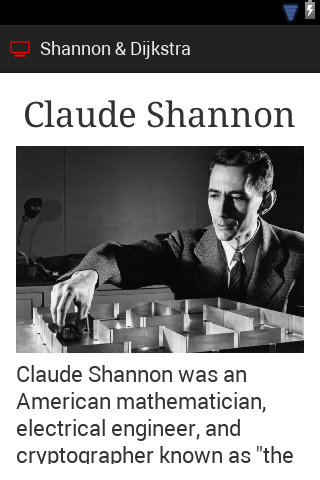 Shannon & Dijkstra
Claude Shannon
Claude Shannon was an
American mathematician,
electrical engineer, and
cryptographer known as "the